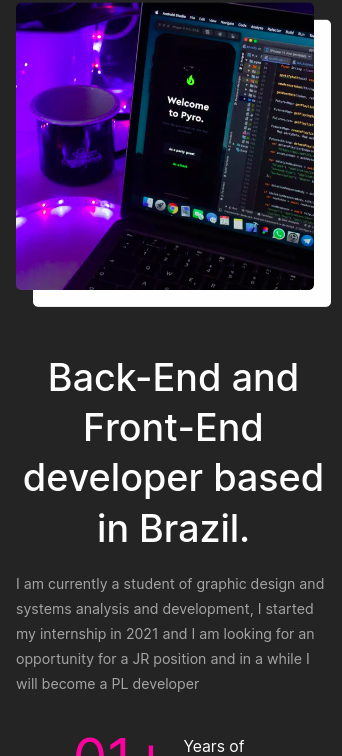 Welcome
to Pyro.
Back-End and
Front-End
developer based
in Brazil.
I am currently a student of graphic design and
systems analysis and development, I started
my internship in 2021 and I am looking for an
opportunity for a JR position and in a while I
will become a PL developer
01+ Years of